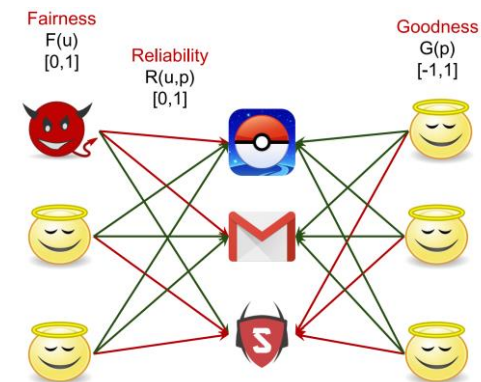 Fairness
F(u)
[0,1]
Reliability
R(u,p)
[0,1]
Goodness
G(p)
[-1,1]
S